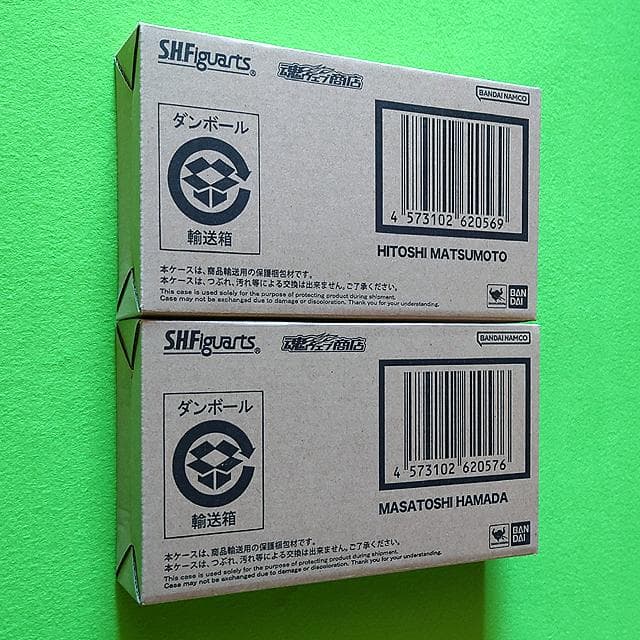 S.H.Figuarts®
魂ウェブ商店
BANDAI NAMCO
ダンボール
輸送箱
4 573102 620569
HITOSHI MATSUMOTO
本ケースは、商品輸送用の保護梱包材です。
本ケースは、つぶれ、汚れ等による交換は出来ません。ご了承ください。
This case is used solely for the purpose of protecting product during shipment.
Case may not be exchanged due to damage or discoloration. Thank you for your understanding.
BAN
DAI
S.H.Figuarts®
魂ウェブ商店
BANDAI NAMCO
ダンボール
輸送箱
4 573102 620576
MASATOSHI HAMADA
本ケースは、商品輸送用の保護梱包材です。
本ケースは、つぶれ、汚れ等による交換は出来ません。ご了承ください。
This case is used solely for the purpose of protecting product during shipment.
Case may not be exchanged due to damage or discoloration. Thank you for your understanding.
BAN
DAI